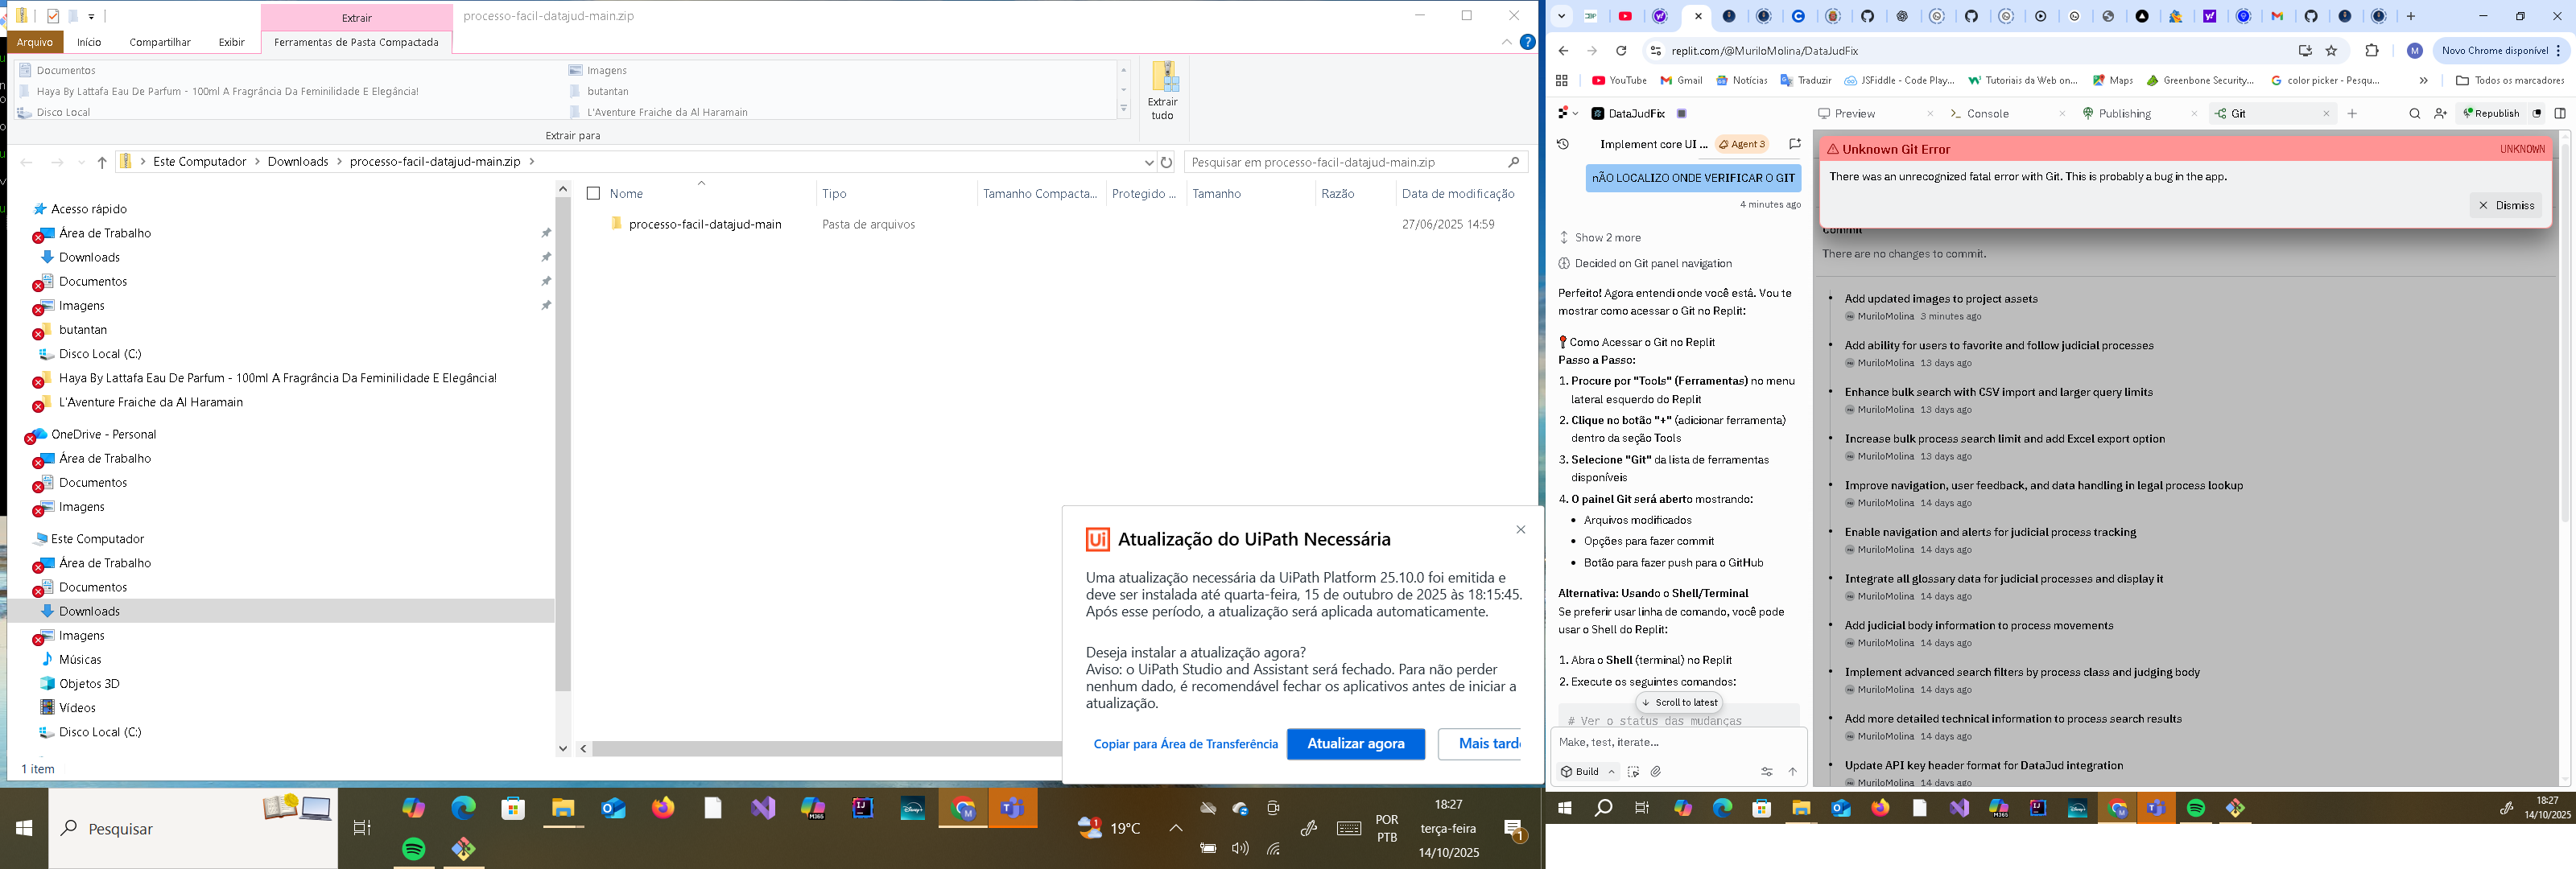 Extrair
processo-facil-datajud-main.zip
Arquivo
Início
Compartilhar
Exibir
Ferramentas de Pasta Compactada
Documentos
Imagens
Haya By Lattafa Eau De Parfum - 100ml A Fragrância Da Feminilidade E Elegância!
butantan
Disco Local
L'Aventure Fraiche da Al Haramain
Extrair para
Extrair
tudo
Este Computador
Downloads
processo-facil-datajud-main.zip
Pesquisar em processo-facil-datajud-main.zip
Nome
Tipo
Tamanho Compacta...
Protegido ...
Tamanho
Razão
Data de modificação
processo-facil-datajud-main
Pasta de arquivos
27/06/2025 14:59
Acesso rápido
Área de Trabalho
Downloads
Documentos
Imagens
butantan
Disco Local (C:)
Haya By Lattafa Eau De Parfum - 100ml A Fragrância Da Feminilidade E Elegância!
L'Aventure Fraiche da Al Haramain
OneDrive - Personal
Área de Trabalho
Documentos
Imagens
Este Computador
Área de Trabalho
Documentos
Downloads
Imagens
Músicas
Objetos 3D
Vídeos
Disco Local (C:)
1 item
Ui Atualização do UiPath Necessária
Uma atualização necessária da UiPath Platform 25.10.0 foi emitida e
deve ser instalada até quarta-feira, 15 de outubro de 2025 às 18:15:45.
Após esse período, a atualização será aplicada automaticamente.
Deseja instalar a atualização agora?
Aviso: o UiPath Studio and Assistant será fechado. Para não perder
nenhum dado, é recomendável fechar os aplicativos antes de iniciar a
atualização.
Copiar para Área de Transferência
Atualizar agora
Mais tard
Pesquisar
19°C
POR
PTB
18:27
terça-feira
14/10/2025
1
replit.com/@MuriloMolina/DataJudFix
M
Novo Chrome disponível
YouTube
Gmail
Notícias
Traduzir
JSFiddle - Code Play...
Tutoriais da Web on...
Maps
Greenbone Security...
color picker - Pesqu...
Todos os marcadores
DataJudFix
Preview
Console
Publishing
Git
Republish
Implement core UI ...
Agent 3
nÃO LOCALIZO ONDE VERIFICAR O GIT
4 minutes ago
Show 2 more
Decided on Git panel navigation
Perfeito! Agora entendi onde você está. Vou te
mostrar como acessar o Git no Replit:
Como Acessar o Git no Replit
Passo a Passo:
1. Procure por "Tools" (Ferramentas) no menu
lateral esquerdo do Replit
2. Clique no botão "+" (adicionar ferramenta)
dentro da seção Tools
3. Selecione "Git" da lista de ferramentas
disponíveis
4. O painel Git será aberto mostrando:
• Arquivos modificados
• Opções para fazer commit
• Botão para fazer push para o GitHub
Alternativa: Usando o Shell/Terminal
Se preferir usar linha de comando, você pode
usar o Shell do Replit:
1. Abra o Shell (terminal) no Replit
2. Execute os seguintes comandos:
Scroll to latest
# Ver o status das mudanças
Make, test, iterate...
Build
Unknown Git Error
UNKNOWN
There was an unrecognized fatal error with Git. This is probably a bug in the app.
Dismiss
Commit
There are no changes to commit.
Add updated images to project assets
MuriloMolina 3 minutes ago
Add ability for users to favorite and follow judicial processes
MuriloMolina 13 days ago
Enhance bulk search with CSV import and larger query limits
MuriloMolina 13 days ago
Increase bulk process search limit and add Excel export option
MuriloMolina 13 days ago
Improve navigation, user feedback, and data handling in legal process lookup
MuriloMolina 14 days ago
Enable navigation and alerts for judicial process tracking
MuriloMolina 14 days ago
Integrate all glossary data for judicial processes and display it
MuriloMolina 14 days ago
Add judicial body information to process movements
MuriloMolina 14 days ago
Implement advanced search filters by process class and judging body
MuriloMolina 14 days ago
Add more detailed technical information to process search results
MuriloMolina 14 days ago
Update API key header format for DataJud integration
MuriloMolina 14 days ago
18:27
14/10/2025